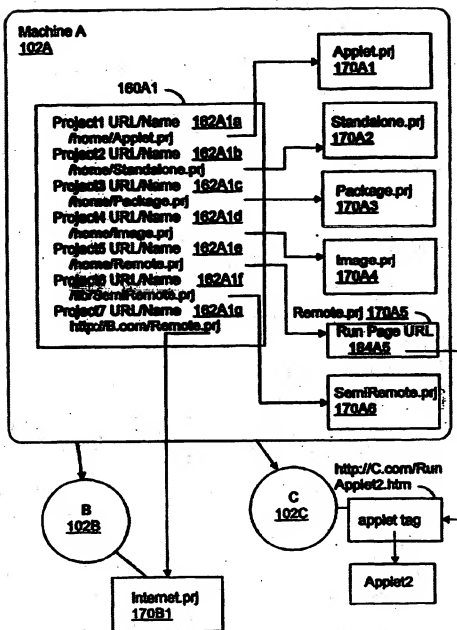 Machine A
102A
160A1
Project1 URL/Name 162A1a
/home/Applet.prj
Project2 URL/Name 162A1b
/home/Standalone.prj
Project3 URL/Name 162A1c
/home/Package.prj
Project4 URL/Name 162A1d
/home/Image.prj
Project5 URL/Name 162A1e
/home/Remote.prj
Project6 URL/Name 162A1f
/lib/SemiRemote.prj
Project7 URL/Name 162A1g
http://B.com/Remote.prj
Applet.prj
170A1
Standalone.prj
170A2
Package.prj
170A3
Image.prj
170A4
Remote.prj 170A5
Run Page URL
184A5
SemiRemote.prj
170A6
B
102B
C
102C
http://C.com/Run
Applet2.htm
applet tag
Applet2
Internet.prj
170B1